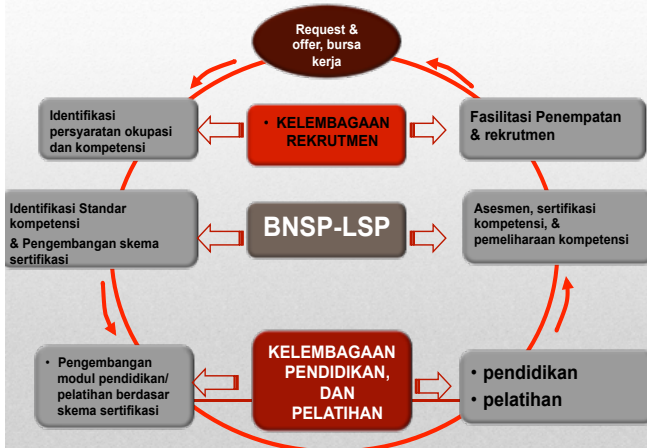 Request &
offer, bursa
kerja
Identifikasi
persyaratan okupasi
dan kompetensi
• KELEMBAGAAN
REKRUTMEN
Fasilitasi Penempatan
& rekrutmen
Identifikasi Standar
kompetensi
& Pengembangan skema
sertifikasi
BNSP-LSP
Asesmen, sertifikasi
kompetensi, &
pemeliharaan kompetensi
• Pengembangan
modul pendidikan/
pelatihan berdasar
skema sertifikasi
KELEMBAGAAN
PENDIDIKAN,
DAN
PELATIHAN
• pendidikan
• pelatihan